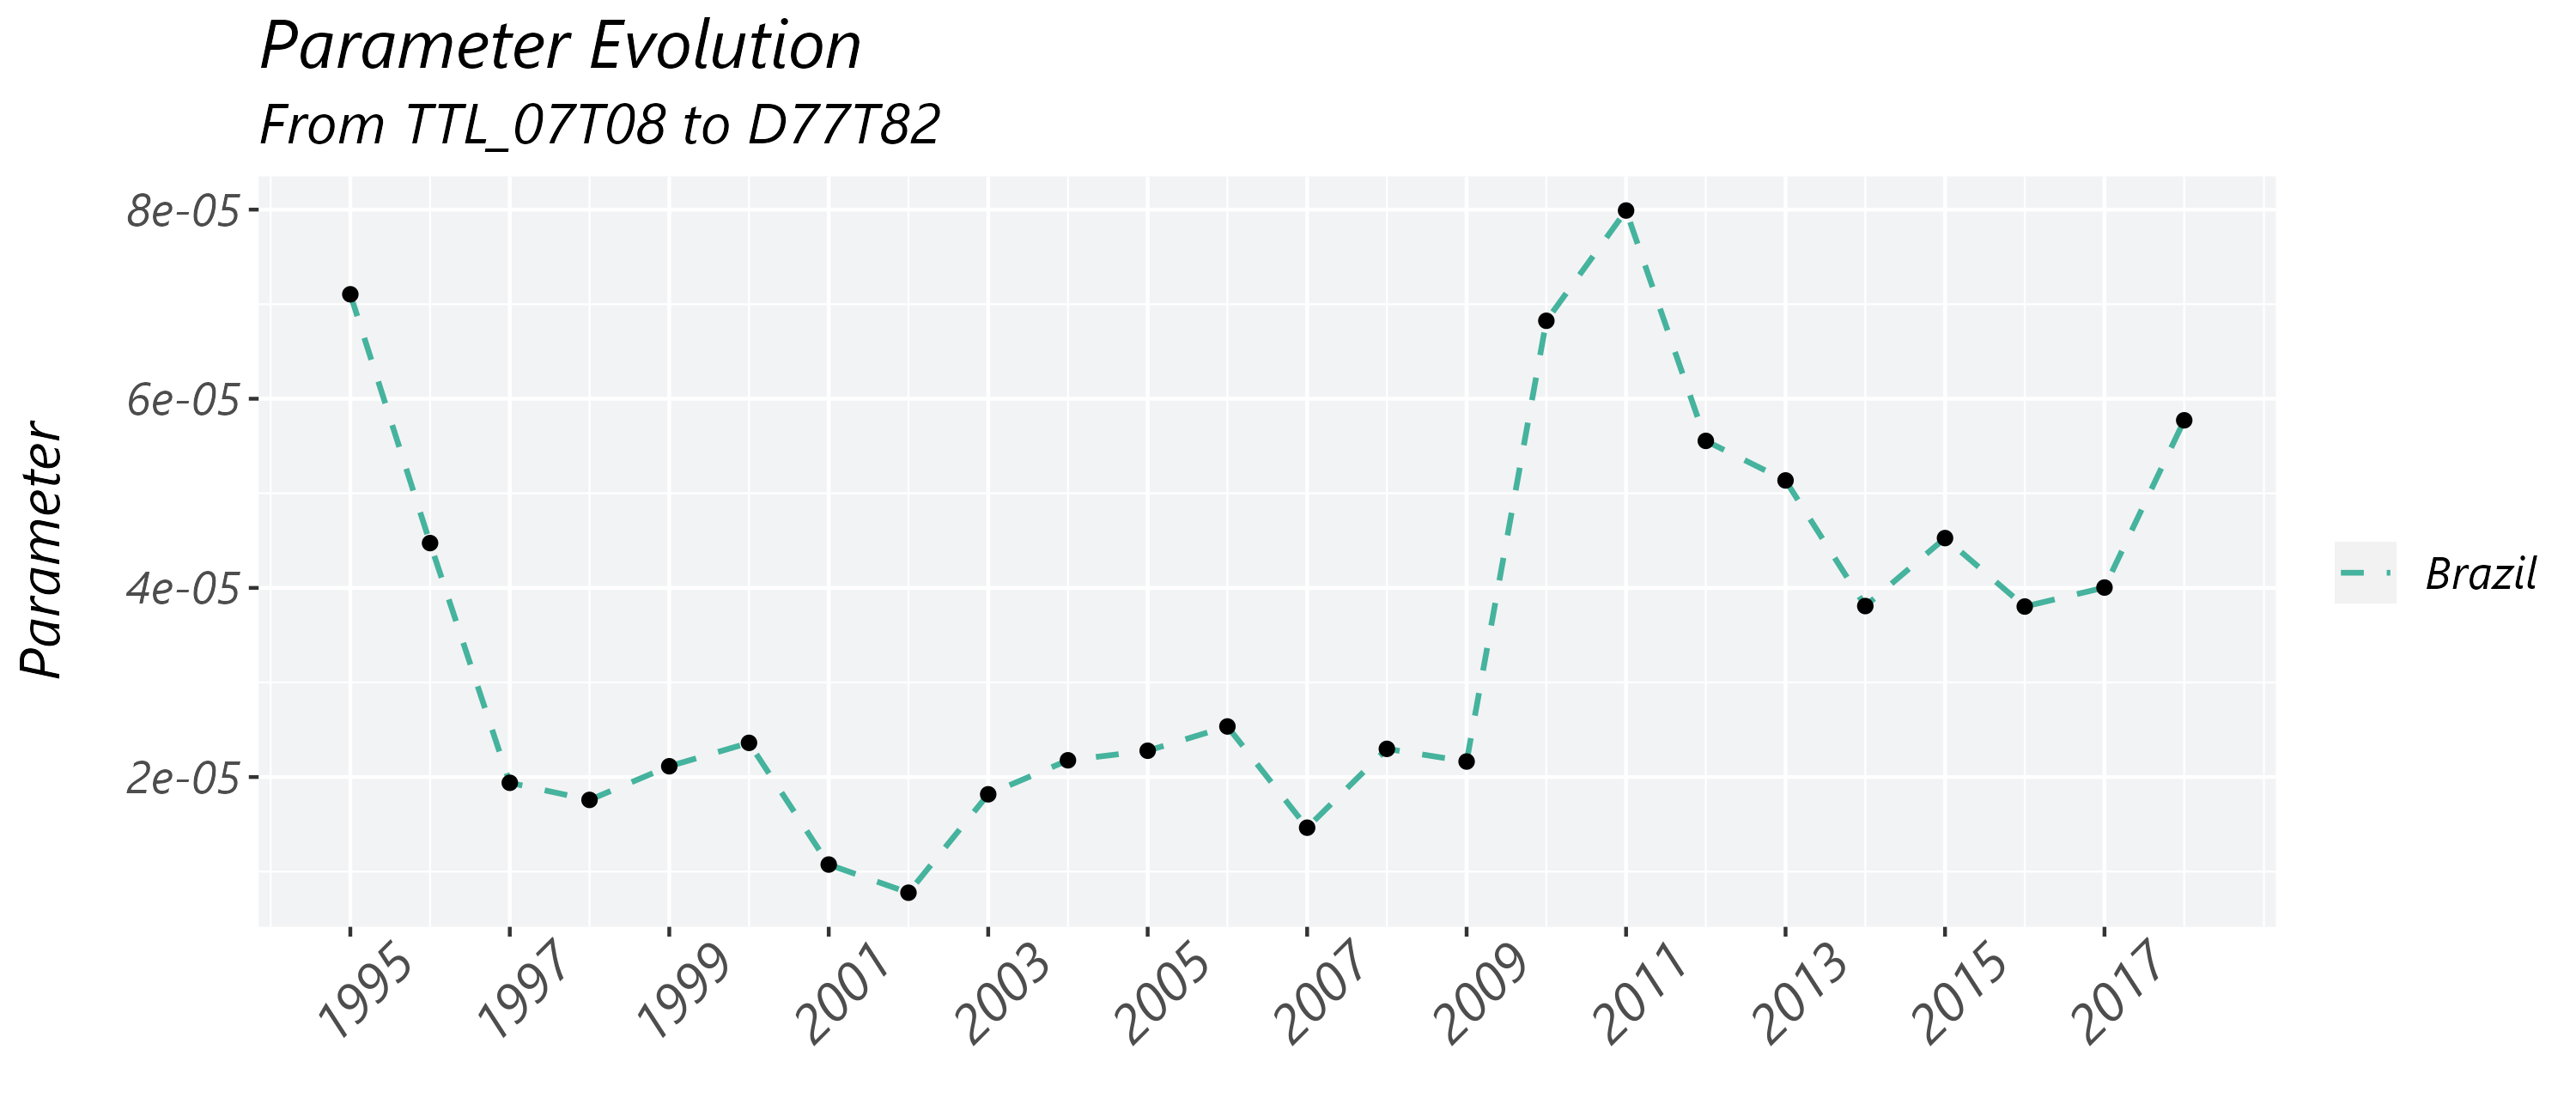 Parameter Evolution
From TTL_07T08 to D77T82
Parameter
8e-05
6e-05
4e-05
2e-05
1995
1997
1999
2001
2003
2005
2007
2009
2011
2013
2015
2017
Brazil